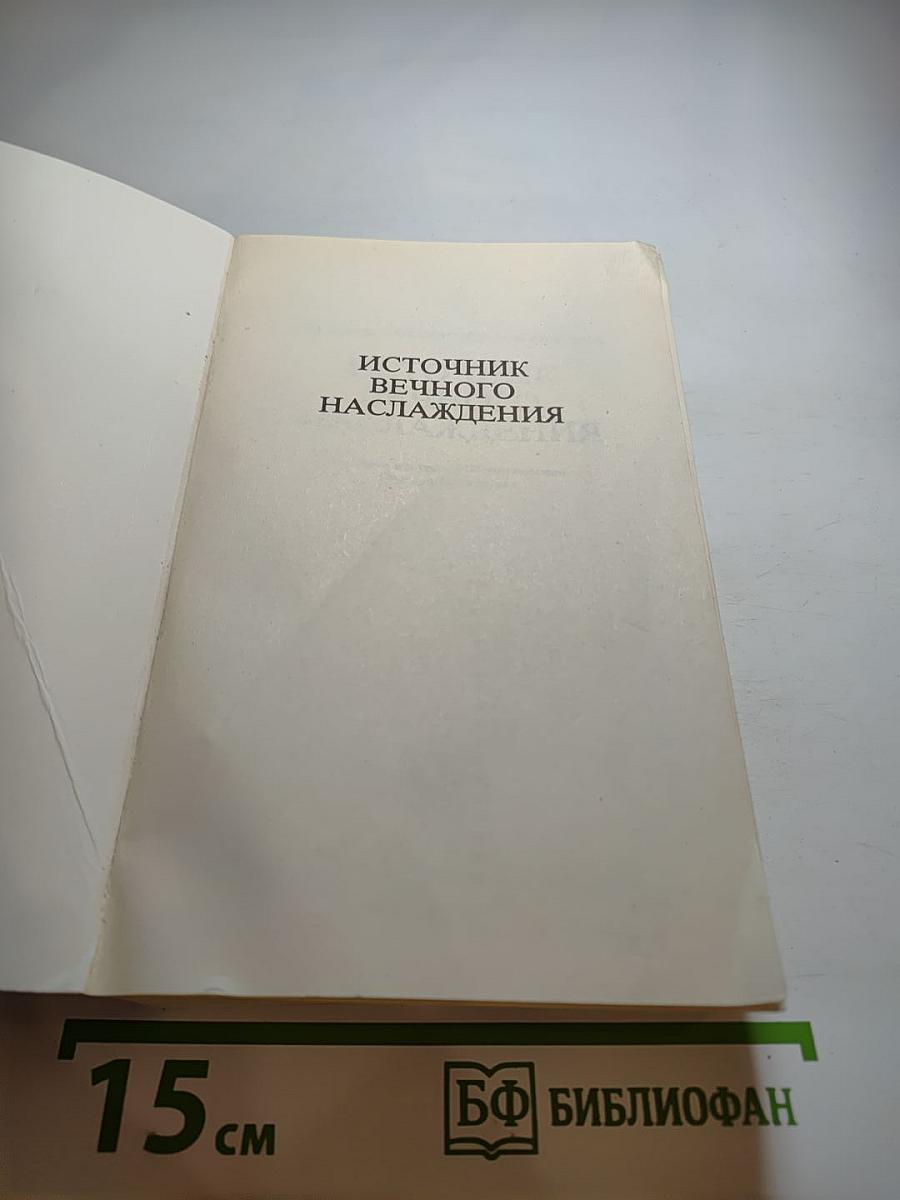 ИСТОЧНИК
ВЕЧНОГО
НАСЛАЖДЕНИЯ
15 см
БФ БИБЛИОФАН